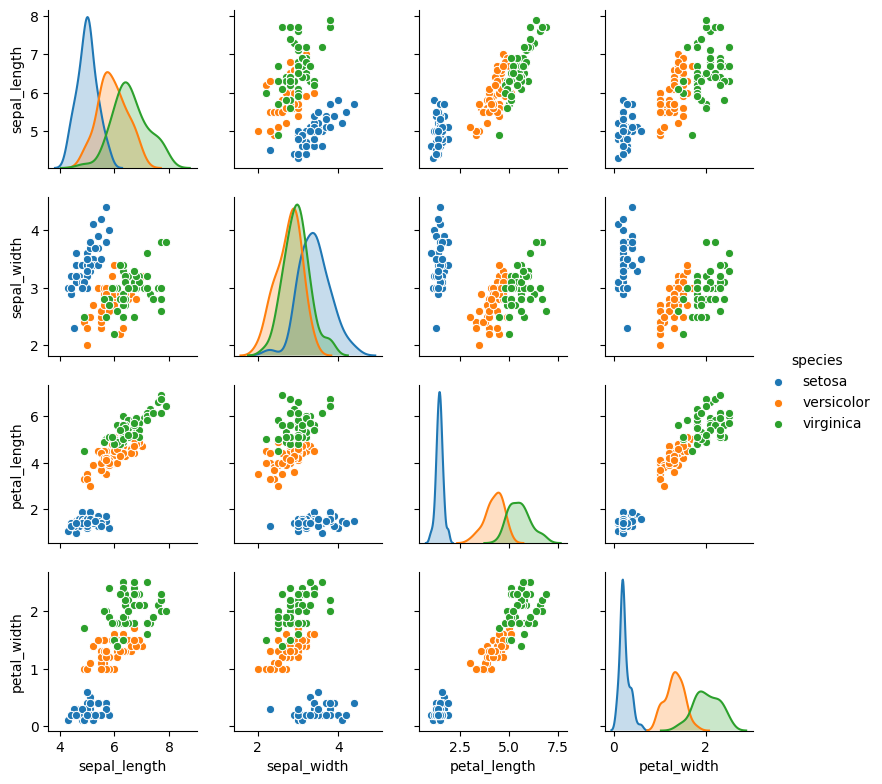 8
7
6
5
sepal_length
4
3
2
sepal_width
6
4
2
petal_length
2
1
0
petal_width
4 6 8
sepal_length
2 4
sepal_width
2.5 5.0 7.5
petal_length
0 2
petal_width
species
setosa
versicolor
virginica